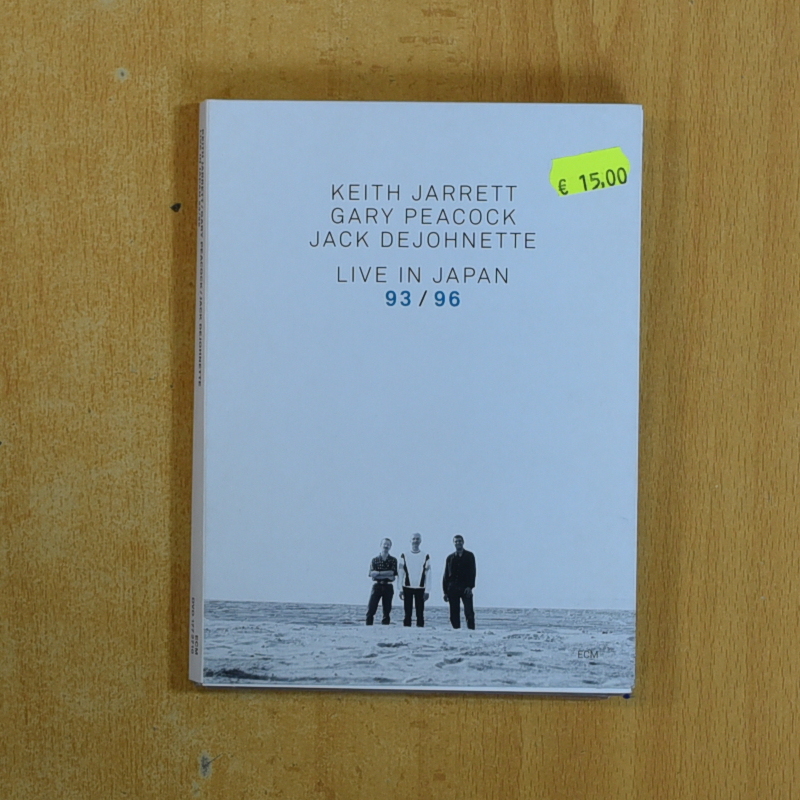 € 15,00
KEITH JARRETT
GARY PEACOCK
JACK DEJOHNETTE
LIVE IN JAPAN
93 / 96
ECM